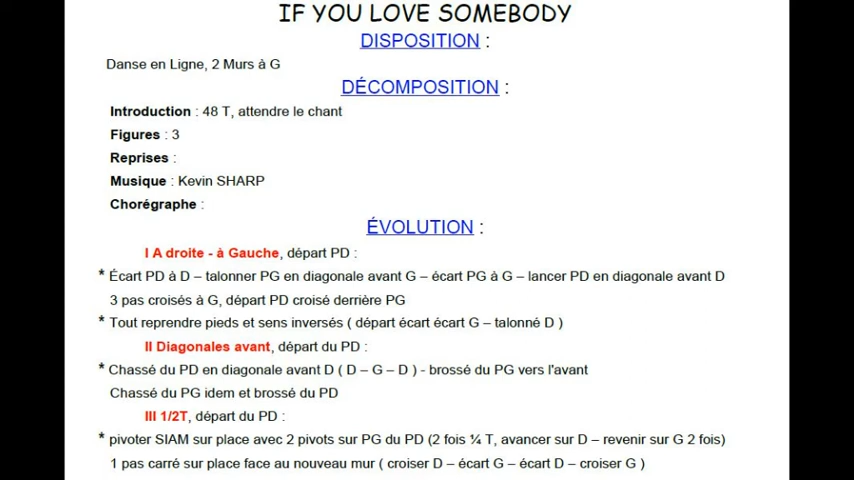 IF YOU LOVE SOMEBODY
DISPOSITION :
Danse en Ligne, 2 Murs à G
DÉCOMPOSITION :
Introduction : 48 T, attendre le chant
Figures : 3
Reprises :
Musique : Kevin SHARP
Chorégraphe :
ÉVOLUTION :
I A droite - à Gauche, départ PD :
* Écart PD à D – talonner PG en diagonale avant G – écart PG à G – lancer PD en diagonale avant D
3 pas croisés à G, départ PD croisé derrière PG
* Tout reprendre pieds et sens inversés ( départ écart écart G – talonné D )
II Diagonales avant, départ du PD :
* Chassé du PD en diagonale avant D ( D – G – D ) - brossé du PG vers l'avant
Chassé du PG idem et brossé du PD
III 1/2T, départ du PD :
* pivoter SIAM sur place avec 2 pivots sur PG du PD (2 fois ¼ T, avancer sur D – revenir sur G 2 fois)
1 pas carré sur place face au nouveau mur ( croiser D – écart G – écart D – croiser G )